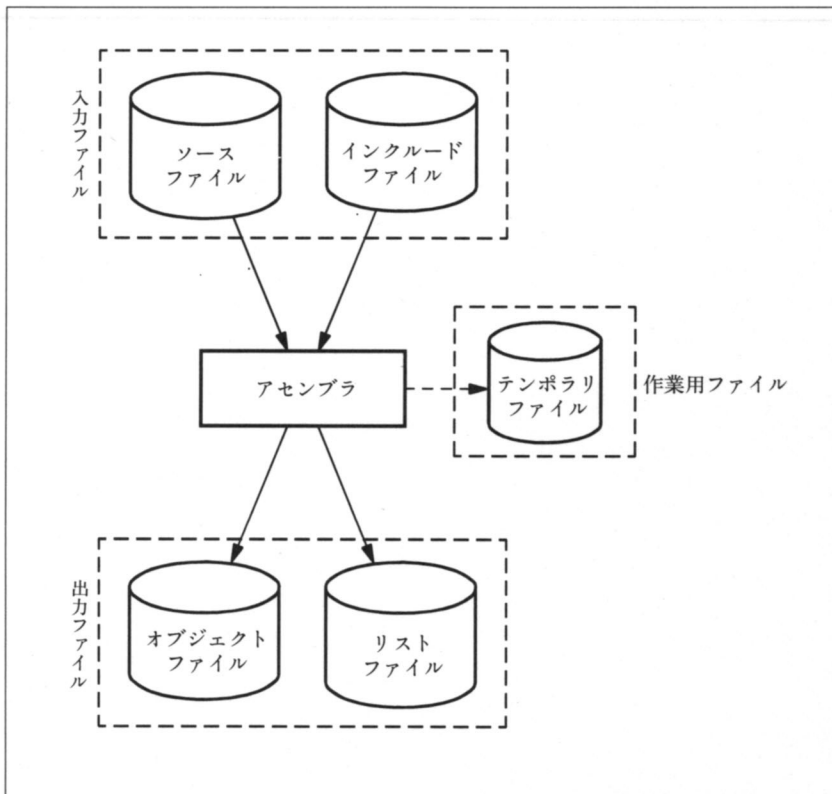 入力ファイル
ソース
ファイル
インクルード
ファイル
アセンブラ
テンポラリ
ファイル
作業用ファイル
出力ファイル
オブジェクト
ファイル
リスト
ファイル